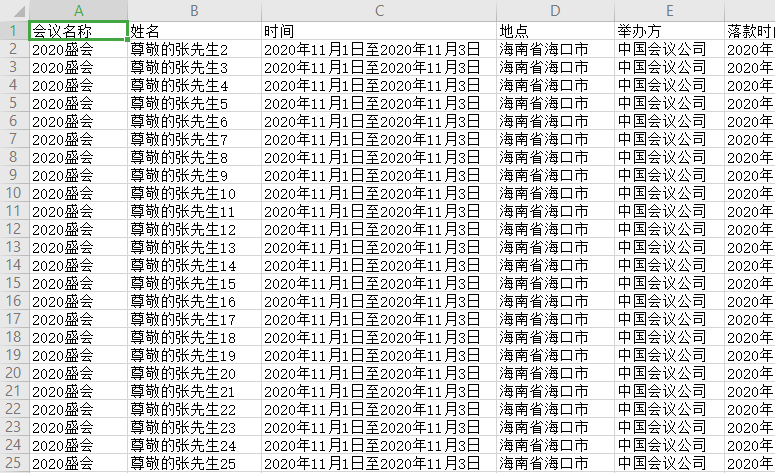 A B C D E
1 会议名称 姓名 时间 地点 举办方 落款时间
2 2020盛会 尊敬的张先生2 2020年11月1日至2020年11月3日 海南省海口市 中国会议公司 2020年
3 2020盛会 尊敬的张先生3 2020年11月1日至2020年11月3日 海南省海口市 中国会议公司 2020年
4 2020盛会 尊敬的张先生4 2020年11月1日至2020年11月3日 海南省海口市 中国会议公司 2020年
5 2020盛会 尊敬的张先生5 2020年11月1日至2020年11月3日 海南省海口市 中国会议公司 2020年
6 2020盛会 尊敬的张先生6 2020年11月1日至2020年11月3日 海南省海口市 中国会议公司 2020年
7 2020盛会 尊敬的张先生7 2020年11月1日至2020年11月3日 海南省海口市 中国会议公司 2020年
8 2020盛会 尊敬的张先生8 2020年11月1日至2020年11月3日 海南省海口市 中国会议公司 2020年
9 2020盛会 尊敬的张先生9 2020年11月1日至2020年11月3日 海南省海口市 中国会议公司 2020年
10 2020盛会 尊敬的张先生10 2020年11月1日至2020年11月3日 海南省海口市 中国会议公司 2020年
11 2020盛会 尊敬的张先生11 2020年11月1日至2020年11月3日 海南省海口市 中国会议公司 2020年
12 2020盛会 尊敬的张先生12 2020年11月1日至2020年11月3日 海南省海口市 中国会议公司 2020年
13 2020盛会 尊敬的张先生13 2020年11月1日至2020年11月3日 海南省海口市 中国会议公司 2020年
14 2020盛会 尊敬的张先生14 2020年11月1日至2020年11月3日 海南省海口市 中国会议公司 2020年
15 2020盛会 尊敬的张先生15 2020年11月1日至2020年11月3日 海南省海口市 中国会议公司 2020年
16 2020盛会 尊敬的张先生16 2020年11月1日至2020年11月3日 海南省海口市 中国会议公司 2020年
17 2020盛会 尊敬的张先生17 2020年11月1日至2020年11月3日 海南省海口市 中国会议公司 2020年
18 2020盛会 尊敬的张先生18 2020年11月1日至2020年11月3日 海南省海口市 中国会议公司 2020年
19 2020盛会 尊敬的张先生19 2020年11月1日至2020年11月3日 海南省海口市 中国会议公司 2020年
20 2020盛会 尊敬的张先生20 2020年11月1日至2020年11月3日 海南省海口市 中国会议公司 2020年
21 2020盛会 尊敬的张先生21 2020年11月1日至2020年11月3日 海南省海口市 中国会议公司 2020年
22 2020盛会 尊敬的张先生22 2020年11月1日至2020年11月3日 海南省海口市 中国会议公司 2020年
23 2020盛会 尊敬的张先生23 2020年11月1日至2020年11月3日 海南省海口市 中国会议公司 2020年
24 2020盛会 尊敬的张先生24 2020年11月1日至2020年11月3日 海南省海口市 中国会议公司 2020年
25 2020盛会 尊敬的张先生25 2020年11月1日至2020年11月3日 海南省海口市 中国会议公司 2020年